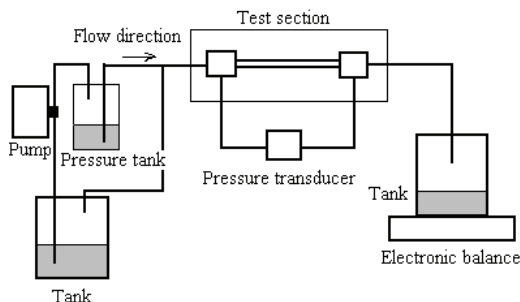 Test section
Flow direction
Pump
Pressure tank
Pressure transducer
Tank
Electronic balance
Tank